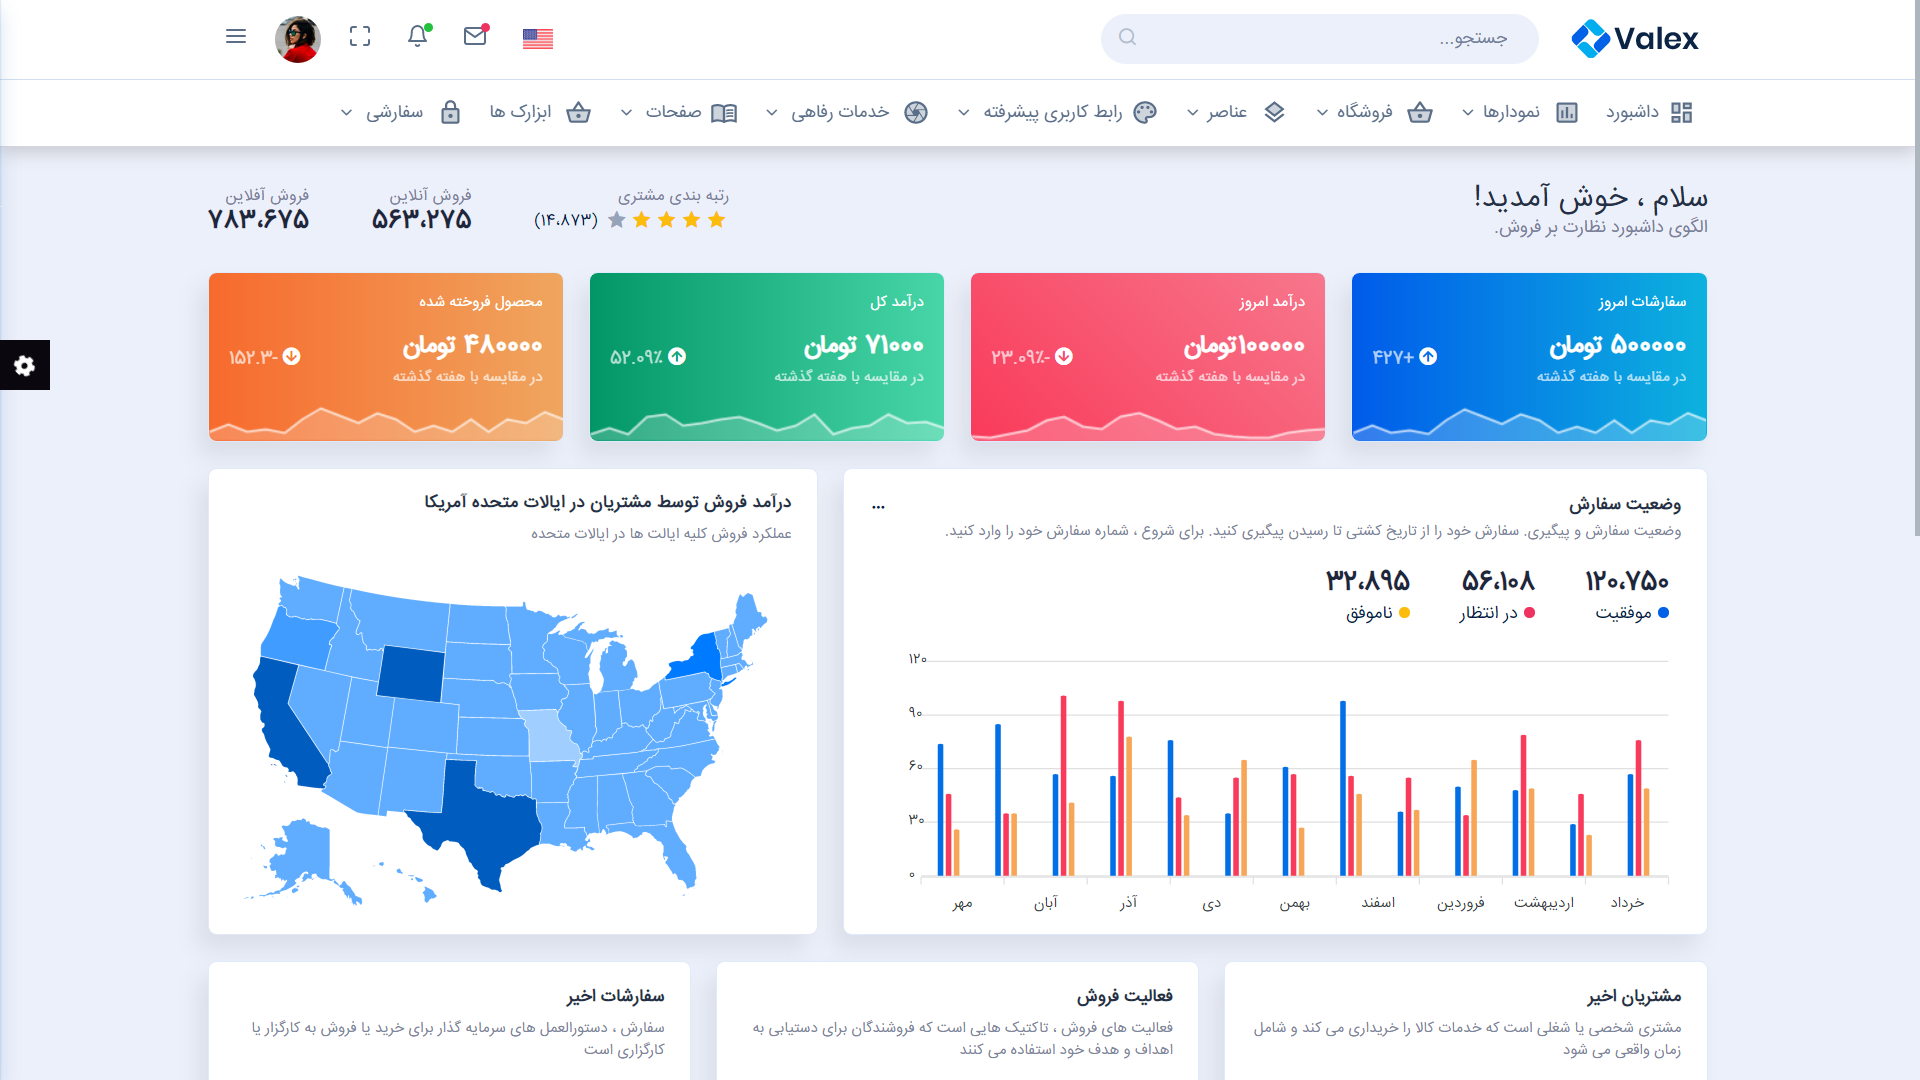 Valex
جستجو...
داشبورد
نمودارها
فروشگاه
عناصر
رابط کاربری پیشرفته
خدمات رفاهی
صفحات
ابزارک ها
سفارشی
سلام ، خوش آمدید!
الگوی داشبورد نظارت بر فروش.
رتبه بندی مشتری
(۱۴،۸۷۳)
فروش آنلاین
۵۶۳،۲۷۵
فروش آفلاین
۷۸۳،۶۷۵
سفارشات امروز
۵۰۰۰۰۰ تومان
در مقایسه با هفته گذشته
+۴۲۷
درآمد امروز
۱۰۰۰۰۰تومان
در مقایسه با هفته گذشته
-۲۳.۰۹٪
درآمد کل
۷۱۰۰۰ تومان
در مقایسه با هفته گذشته
۵۲.۰۹٪
محصول فروخته شده
۴۸۰۰۰۰ تومان
در مقایسه با هفته گذشته
-۱۵۲.۳
وضعیت سفارش
...
وضعیت سفارش و پیگیری. سفارش خود را از تاریخ کشتی تا رسیدن پیگیری کنید. برای شروع ، شماره سفارش خود را وارد کنید.
۱۲۰،۷۵۰
موفقیت
۵۶،۱۰۸
در انتظار
۳۲،۸۹۵
ناموفق
۱۲۰
۹۰
۶۰
۳۰
۰
مهر
آبان
آذر
دی
بهمن
اسفند
فروردین
اردیبهشت
خرداد
درآمد فروش توسط مشتریان در ایالات متحده آمریکا
عملکرد فروش کلیه ایالت ها در ایالات متحده
مشتریان اخیر
مشتری شخصی یا شغلی است که خدمات کالا را خریداری می کند و شامل
زمان واقعی می شود
فعالیت فروش
فعالیت های فروش ، تاکتیک هایی است که فروشندگان برای دستیابی به
اهداف و هدف خود استفاده می کنند
سفارشات اخیر
سفارش ، دستورالعمل های سرمایه گذار برای خرید یا فروش به کارگزار یا
کارگزاری است